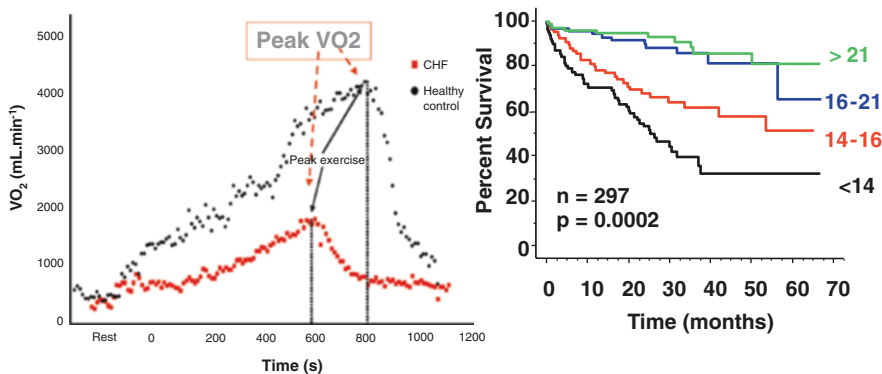 5000
4000
3000
2000
1000
0
VO2 (mL.min-1)
Peak VO2
CHF
Healthy
control
Peak exercise
Rest
0
200
400
600
800
1000
1200
Time (s)
100
80
60
40
20
0
Percent Survival
> 21
16-21
14-16
<14
n = 297
p = 0.0002
0
10
20
30
40
50
60
70
Time (months)